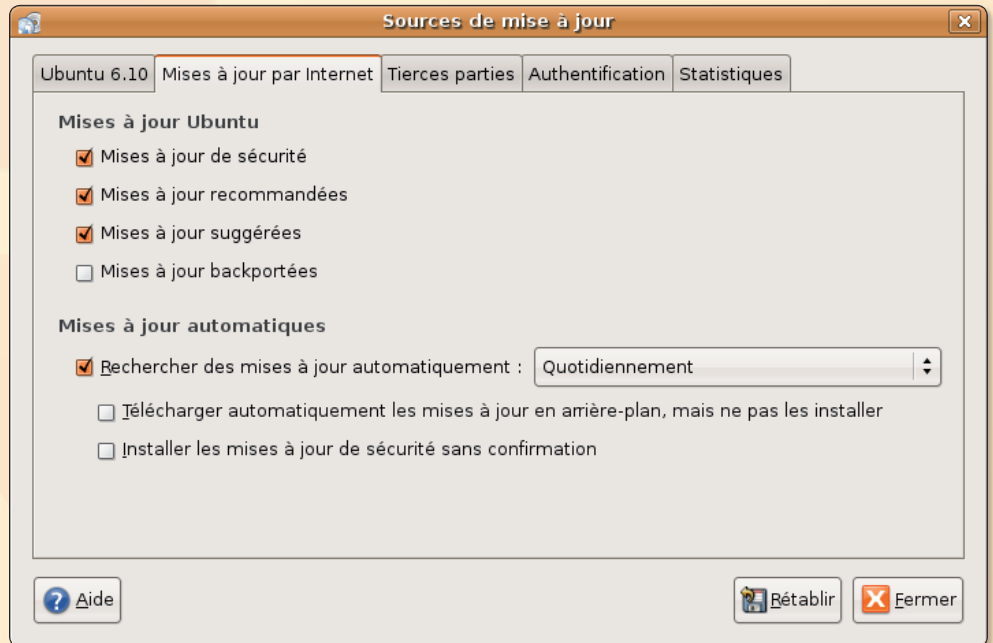 Sources de mise à jour
Ubuntu 6.10 Mises à jour par Internet Tierces parties Authentification Statistiques
Mises à jour Ubuntu
Mises à jour de sécurité
Mises à jour recommandées
Mises à jour suggérées
Mises à jour backportées
Mises à jour automatiques
Rechercher des mises à jour automatiquement : Quotidiennement
Télécharger automatiquement les mises à jour en arrière-plan, mais ne pas les installer
Installer les mises à jour de sécurité sans confirmation
Aide Rétablir Fermer